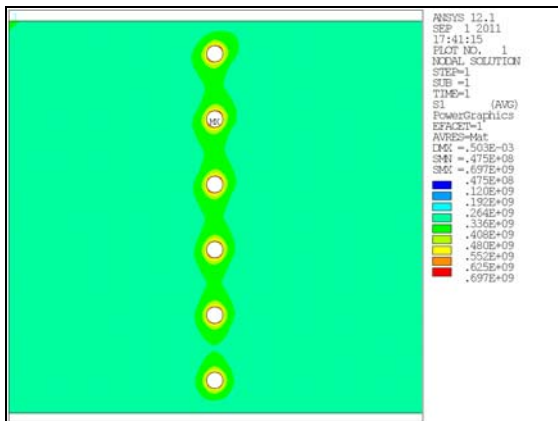 ANSYS 12.1
SEP 1 2011
17:41:15
PLOT NO. 1
NODAL SOLUTION
STEP=1
SUB =1
TIME=1
S1 (AVG)
PowerGraphics
EFACET=1
AVRES=Mat
DMX =.503E-03
SMN =.475E+08
SMX =.697E+09
.475E+08
.120E+09
.192E+09
.264E+09
.336E+09
.408E+09
.480E+09
.552E+09
.625E+09
.697E+09
MX